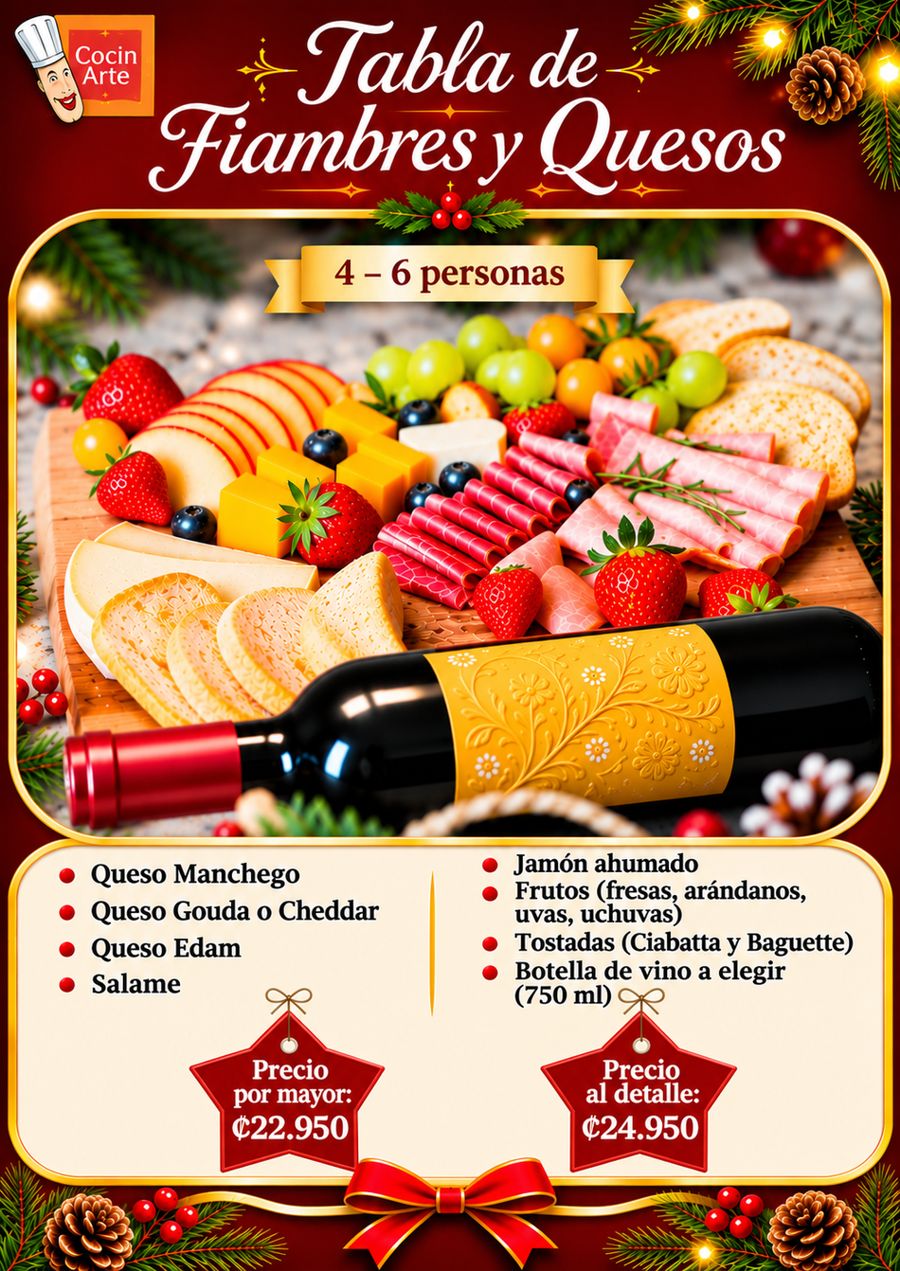 Cocin
Arte
Tabla de
Fiambres y Quesos
4 – 6 personas
Queso Manchego
Queso Gouda o Cheddar
Queso Edam
Salame
Jamón ahumado
Frutos (fresas, arándanos,
uvas, uchuvas)
Tostadas (Ciabatta y Baguette)
Botella de vino a elegir
(750 ml)
Precio
por mayor:
₡22.950
Precio
al detalle:
₡24.950